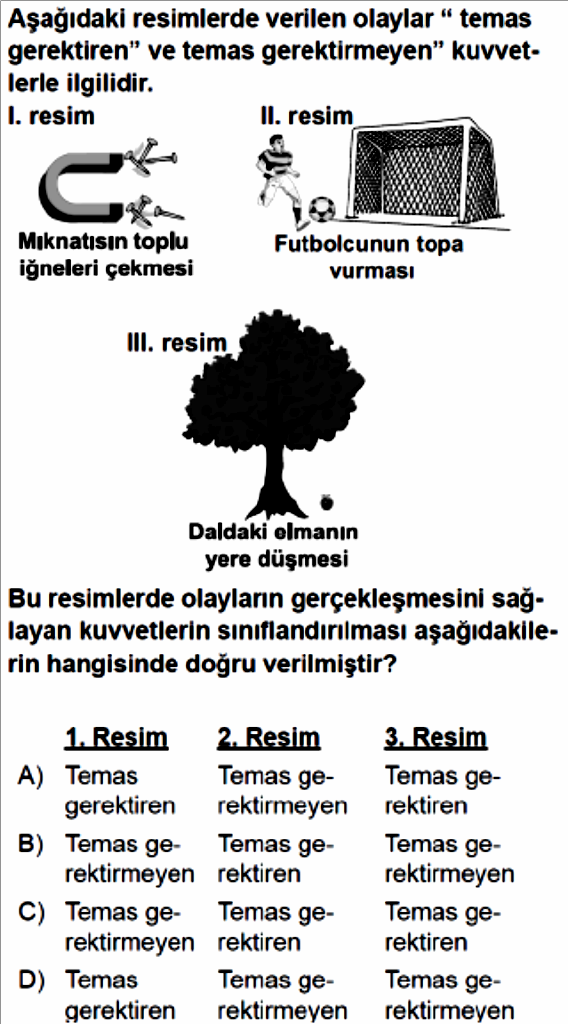 Aşağıdaki resimlerde verilen olaylar “ temas
gerektiren” ve temas gerektirmeyen” kuvvet-
lerle ilgilidir.
I. resim
II. resim
Mıknatısın toplu
iğneleri çekmesi
Futbolcunun topa
vurması
III. resim
Daldaki elmanın
yere düşmesi
Bu resimlerde olayların gerçekleşmesini sağ-
layan kuvvetlerin sınıflandırılması aşağıdakile-
rin hangisinde doğru verilmiştir?
1. Resim 2. Resim 3. Resim
A) Temas Temas ge- Temas ge-
gerektiren rektirmeyen rektiren
B) Temas ge- Temas ge- Temas ge-
rektirmeyen rektiren rektirmeyen
C) Temas ge- Temas ge- Temas ge-
rektirmeyen rektiren rektiren
D) Temas Temas ge- Temas ge-
gerektiren rektirmeyen rektirmeyen